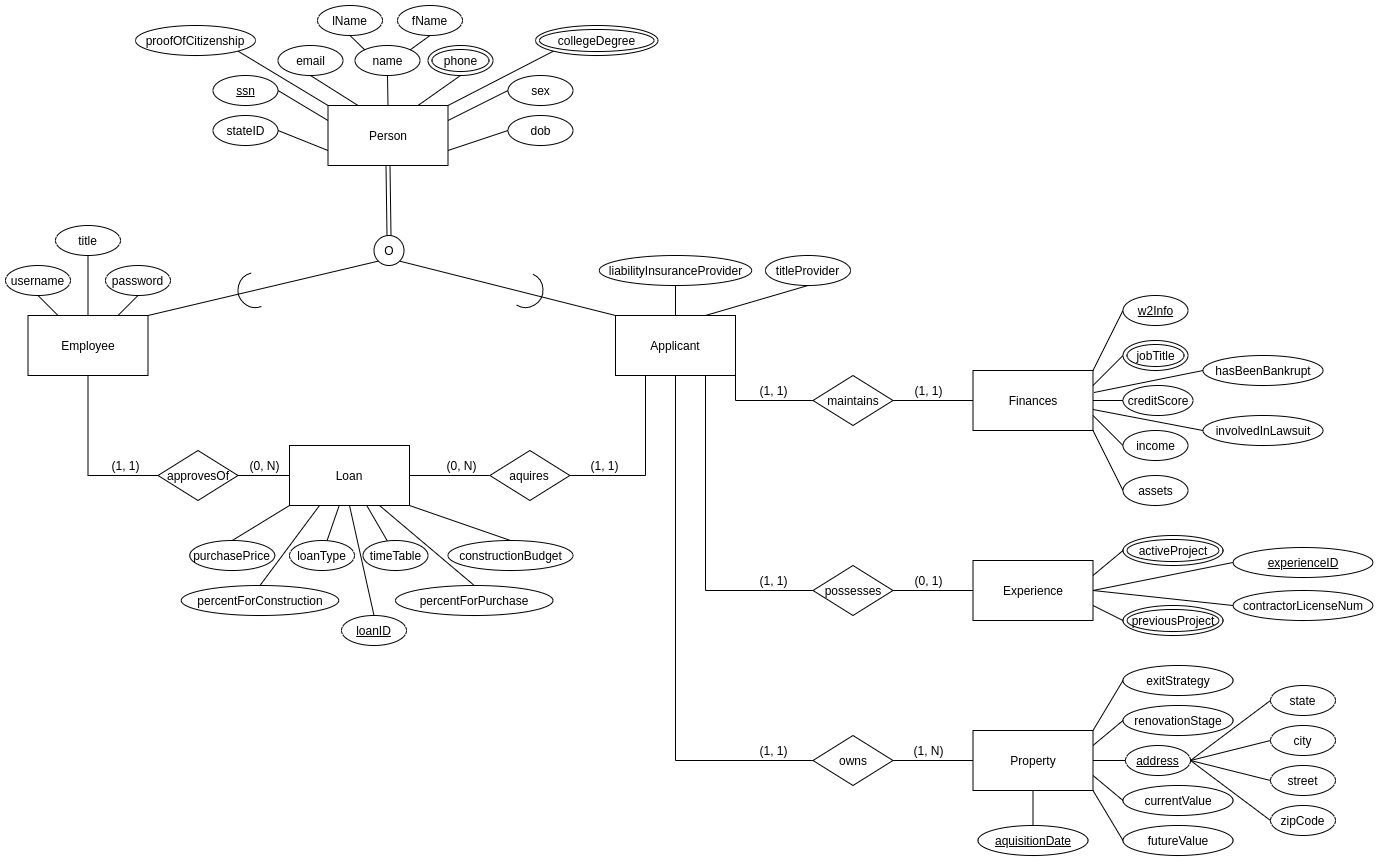 lName
fName
proofOfCitizenship
collegeDegree
email
name
phone
ssn
sex
stateID
dob
Person
title
O
username
password
liabilityInsuranceProvider
titleProvider
Employee
Applicant
w2Info
jobTitle
hasBeenBankrupt
(1, 1)
maintains
(1, 1)
Finances
creditScore
involvedInLawsuit
income
assets
(1, 1)
approvesOf
(0, N)
Loan
(0, N)
aquires
(1, 1)
purchasePrice
loanType
timeTable
constructionBudget
percentForConstruction
percentForPurchase
loanID
activeProject
experienceID
(1, 1)
possesses
(0, 1)
Experience
contractorLicenseNum
previousProject
exitStrategy
state
renovationStage
city
(1, 1)
owns
(1, N)
Property
address
street
currentValue
zipCode
aquisitionDate
futureValue